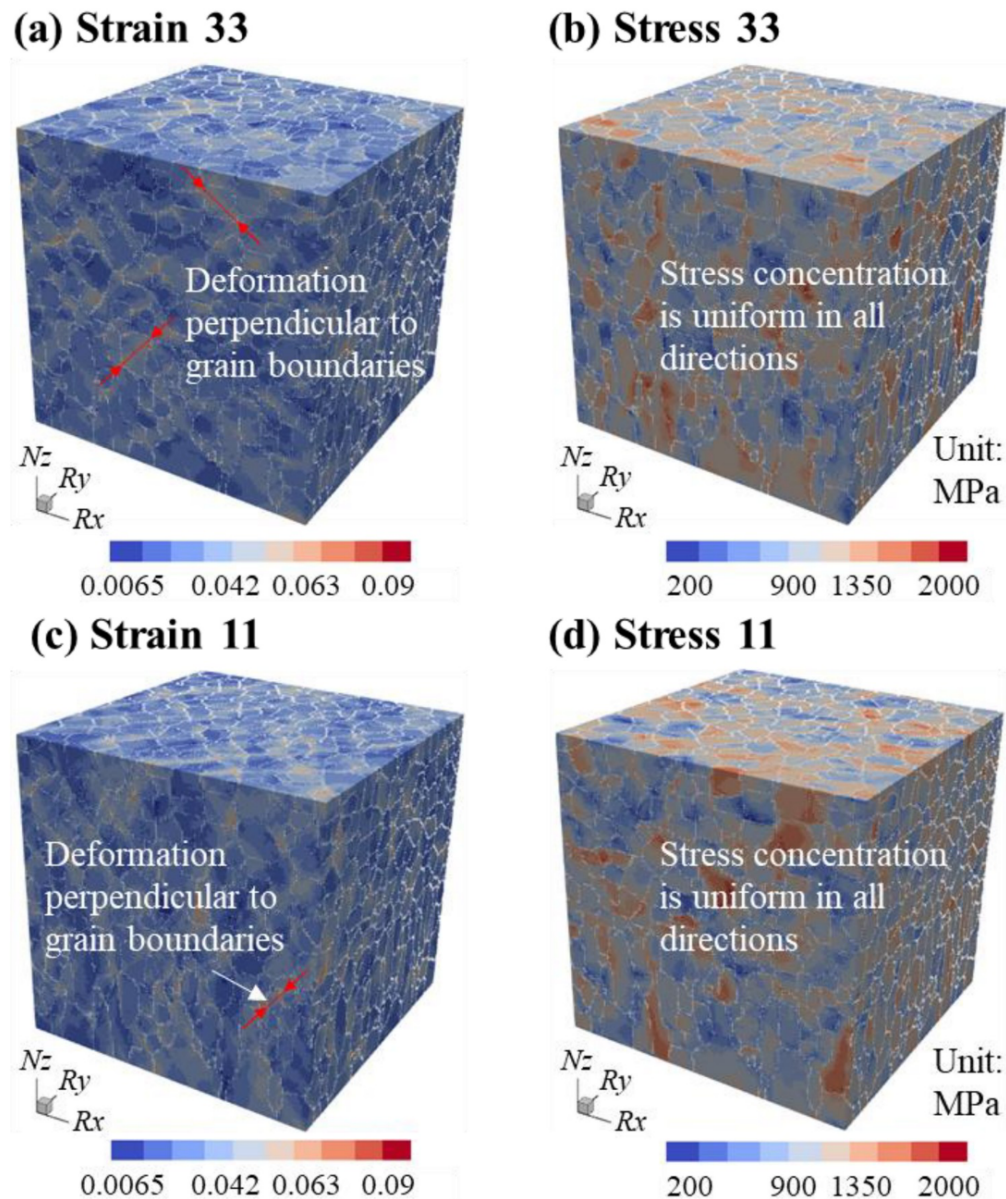 (a) Strain 33
(b) Stress 33
Deformation
perpendicular to
grain boundaries
Stress concentration
is uniform in all
directions
Nz
Ry
Rx
Nz
Ry
Rx
Unit:
MPa
0.0065 0.042 0.063 0.09
200 900 1350 2000
(c) Strain 11
(d) Stress 11
Deformation
perpendicular to
grain boundaries
Stress concentration
is uniform in all
directions
Nz
Ry
Rx
Nz
Ry
Rx
Unit:
MPa
0.0065 0.042 0.063 0.09
200 900 1350 2000